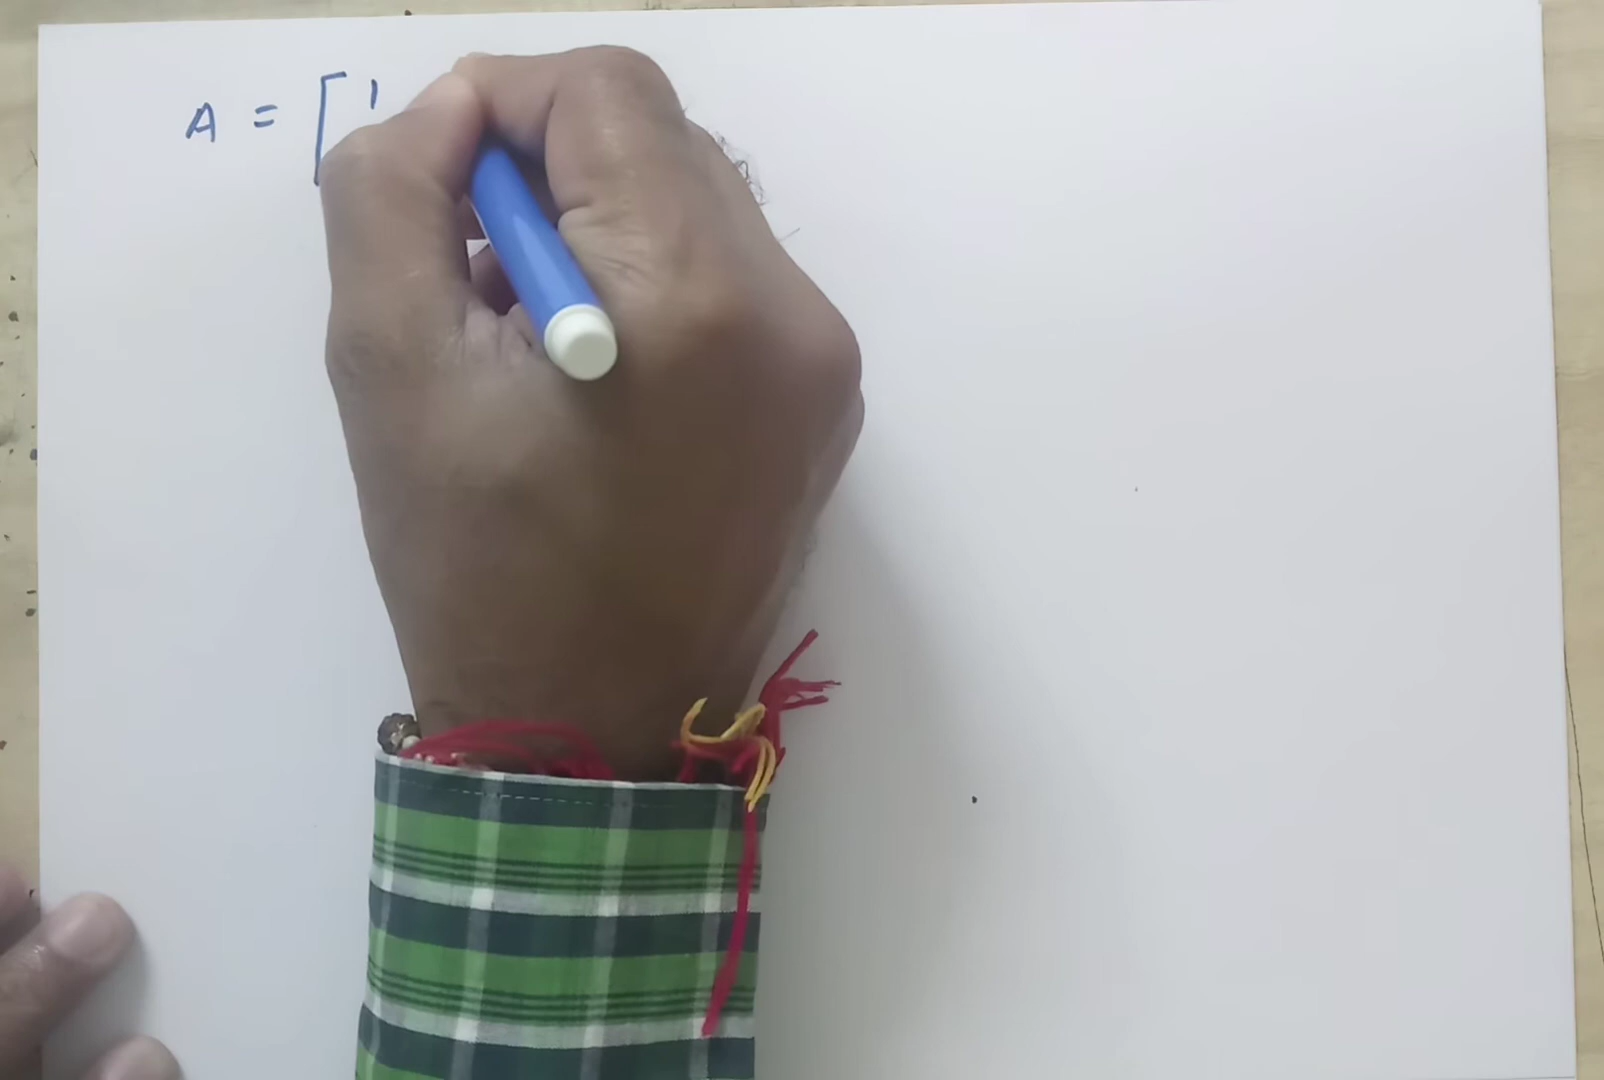 A = [ 1